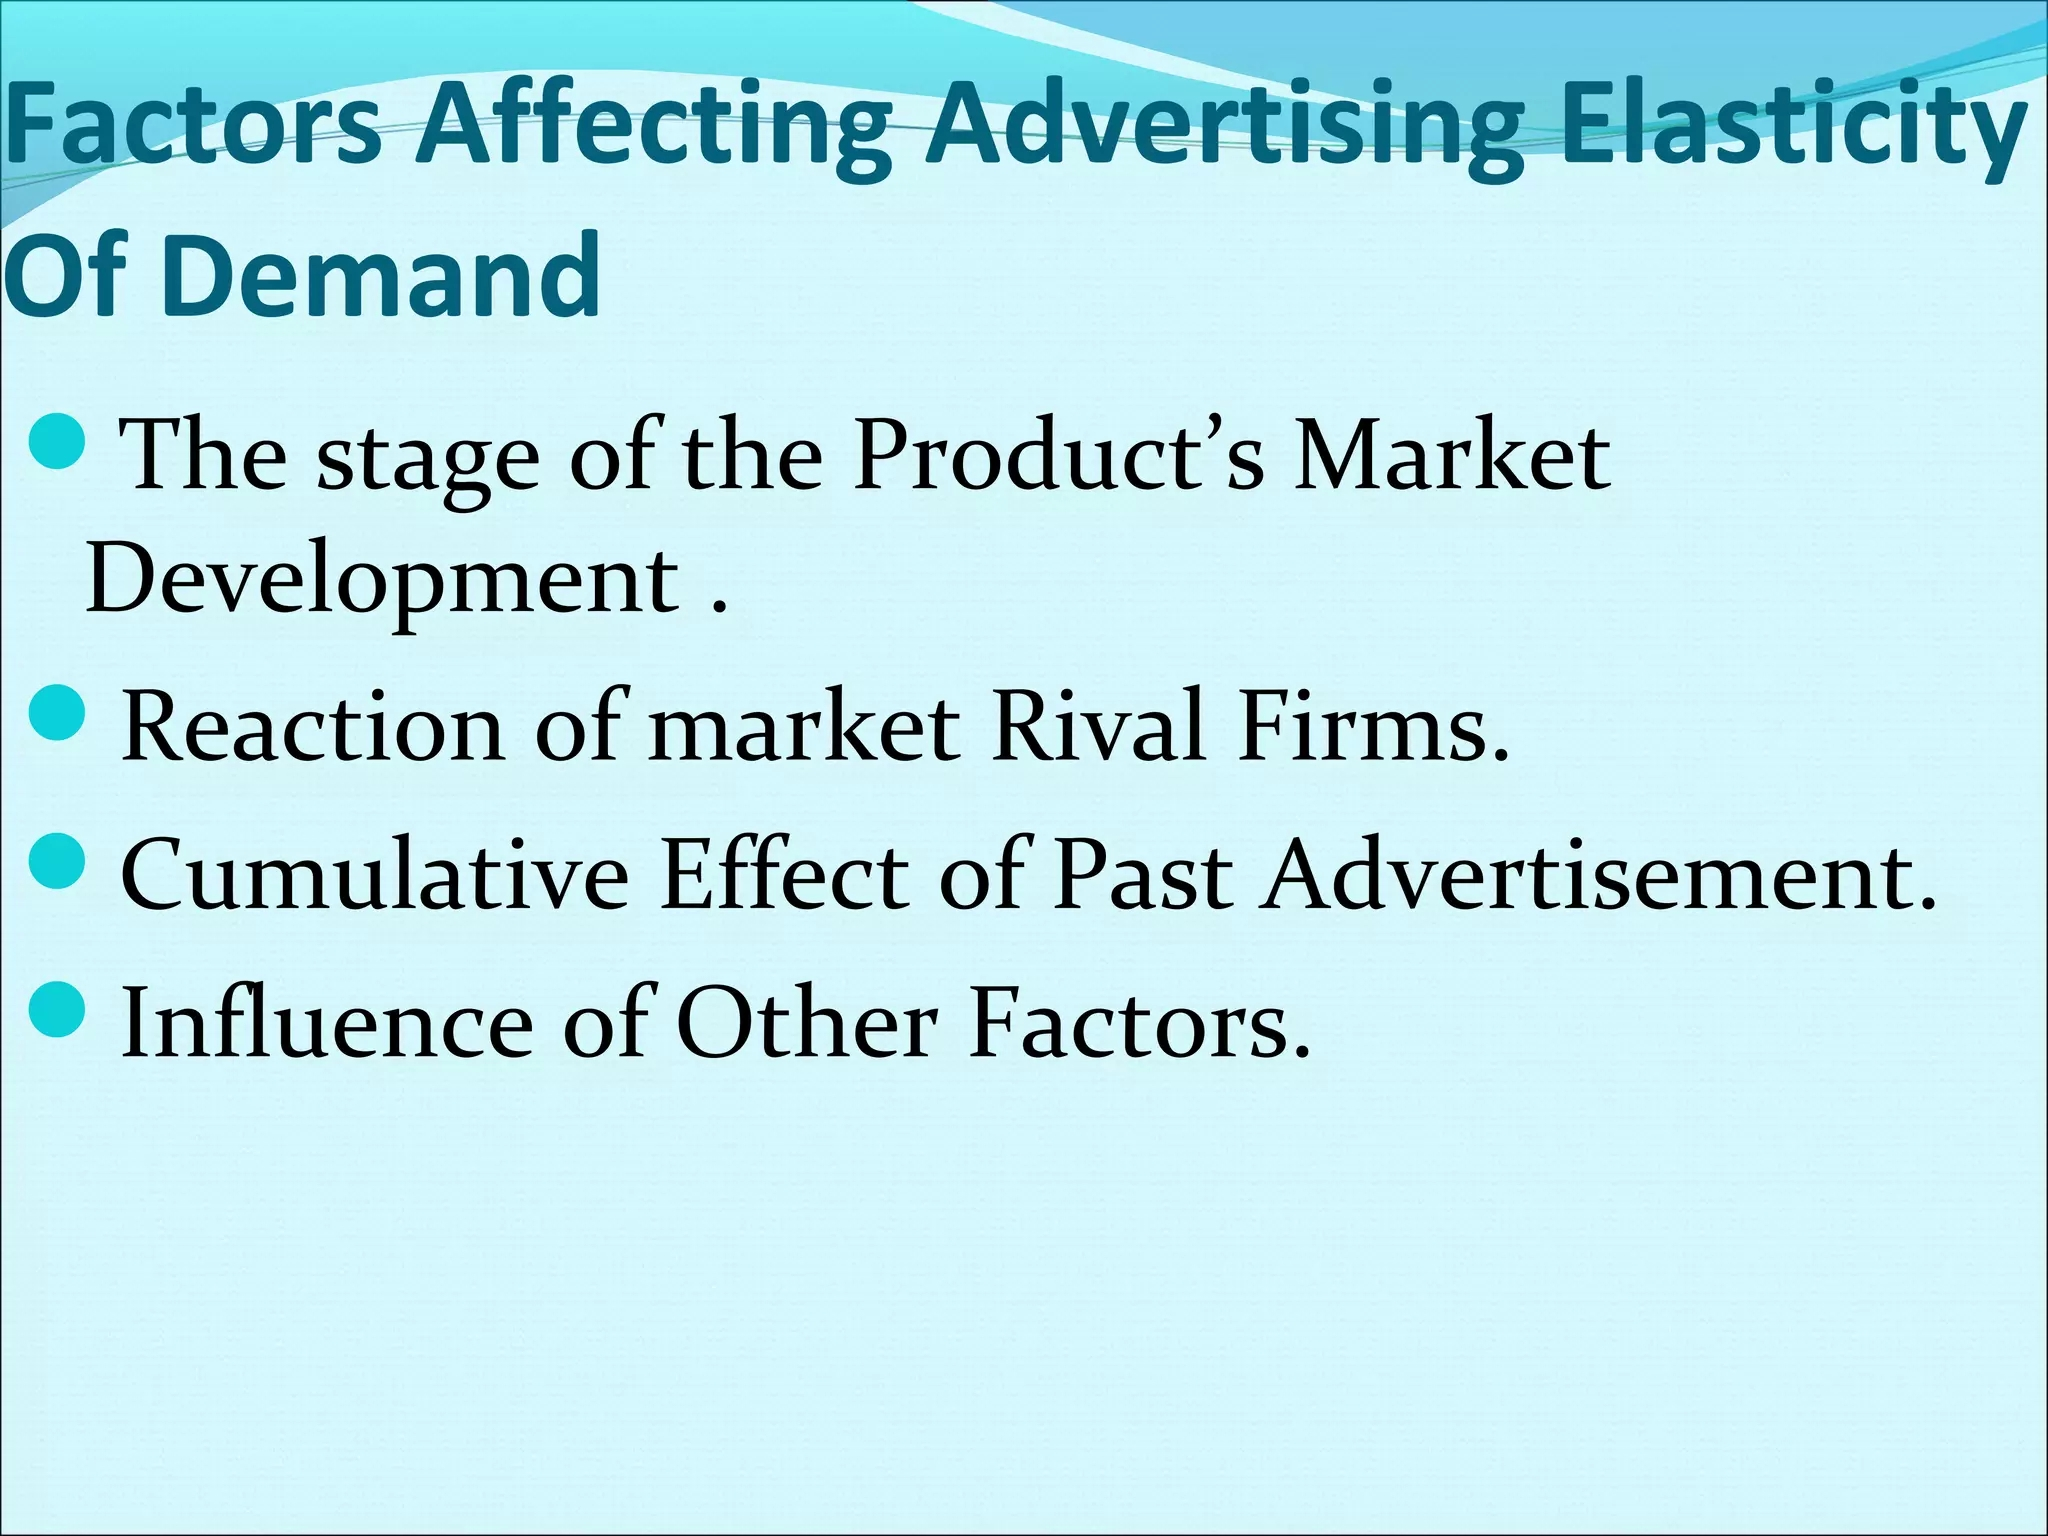 Factors Affecting Advertising Elasticity
Of Demand
The stage of the Product’s Market
Development .
Reaction of market Rival Firms.
Cumulative Effect of Past Advertisement.
Influence of Other Factors.